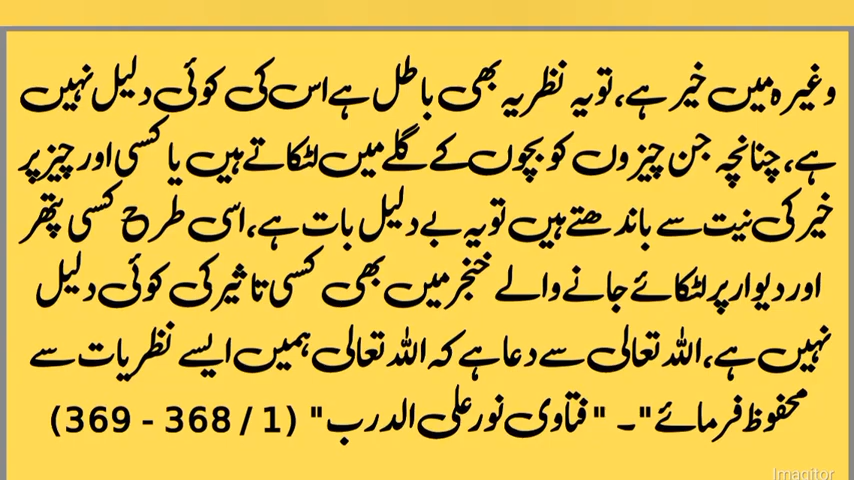 وغیرہ میں خیر ہے، تو یہ نظریہ بھی باطل ہے اس کی کوئی دلیل نہیں
ہے، چنانچہ جن چیزوں کو بچوں کے گلے میں لٹکاتے ہیں یا کسی اور چیز پر
خیر کی نیت سے باندھتے ہیں تو یہ بے دلیل بات ہے، اسی طرح کسی پتھر
اور دیوار پر لٹکائے جانے والے خنجر میں بھی کسی تاثیر کی کوئی دلیل
نہیں ہے، اللہ تعالی سے دعا ہے کہ اللہ تعالی ہمیں ایسے نظریات سے
محفوظ فرمائے"۔ "فتاوی نور علی الدرب" (1 / 368 - 369)
Imagitor